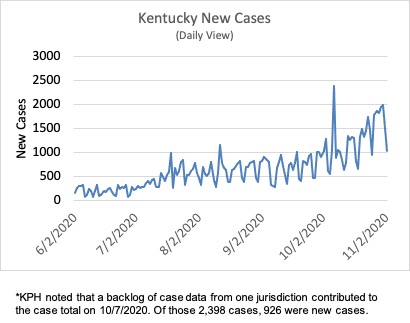 Kentucky New Cases
(Daily View)
3000
2500
2000
1500
1000
500
0
New Cases
6/2/2020
7/2/2020
8/2/2020
9/2/2020
10/2/2020
11/2/2020
*KPH noted that a backlog of case data from one jurisdiction contributed to
the case total on 10/7/2020. Of those 2,398 cases, 926 were new cases.